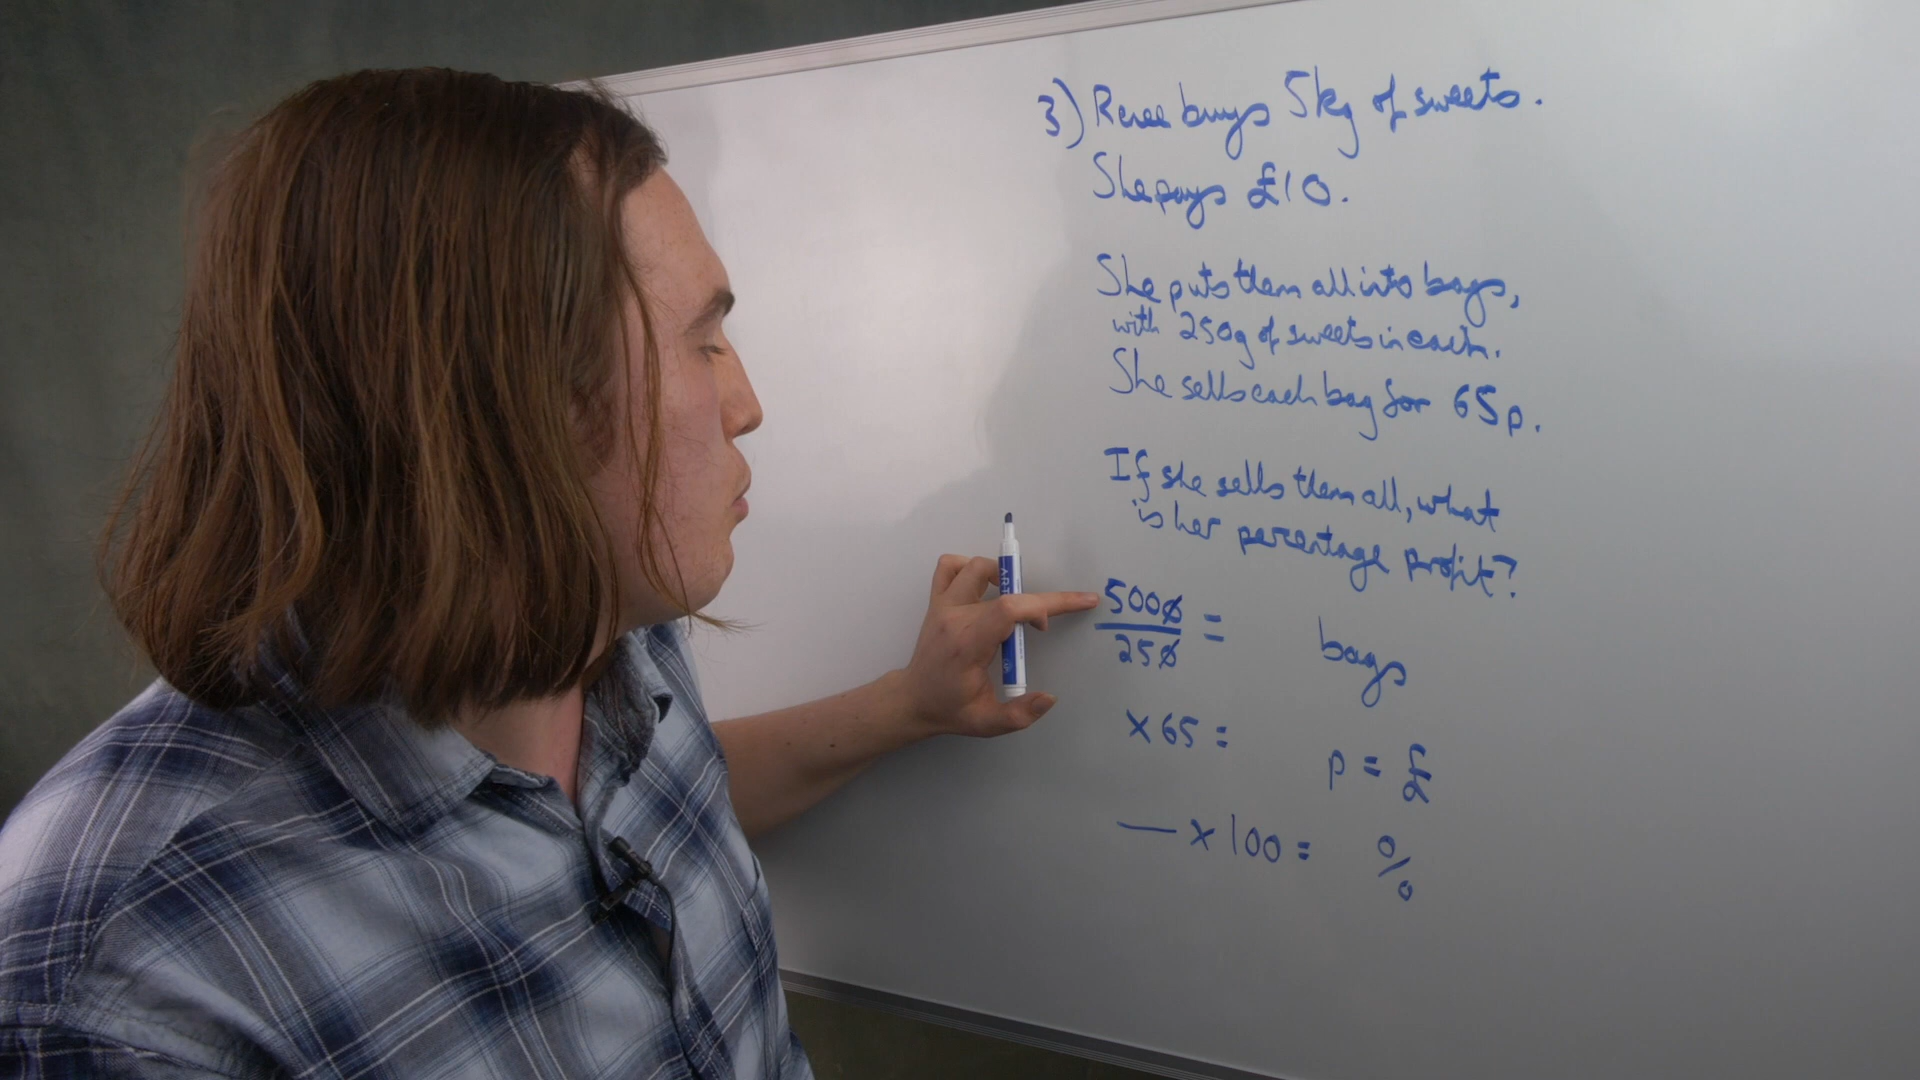 3) Renee buys 5kg of sweets.
She pays £10.
She puts them all into bags,
with 250g of sweets in each.
She sells each bag for 65p.
If she sells them all, what
is her percentage profit?
5000
250
= bags
× 65 = p = £
— × 100 = %